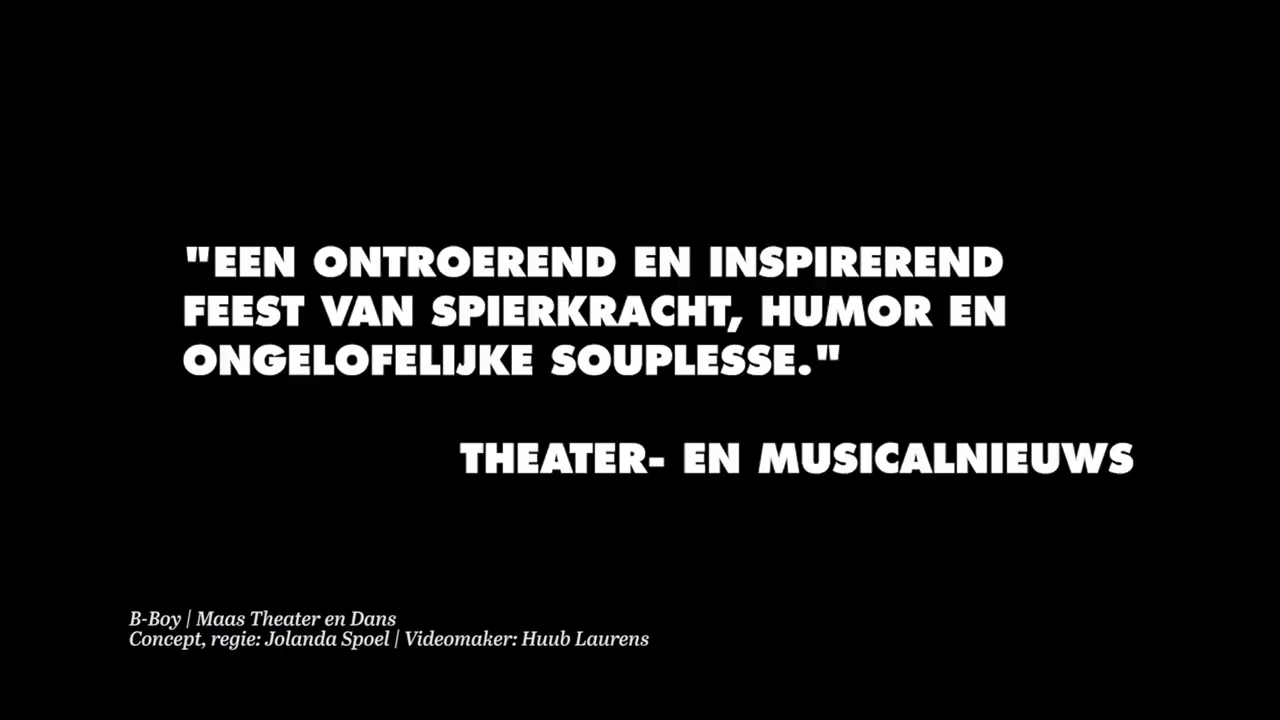 "EEN ONTROEREND EN INSPIREREND
FEEST VAN SPIERKRACHT, HUMOR EN
ONGELOFELIJKE SOUPLESSE."
THEATER- EN MUSICALNIEUWS
B-Boy | Maas Theater en Dans
Concept, regie: Jolanda Spoel | Videomaker: Huub Laurens